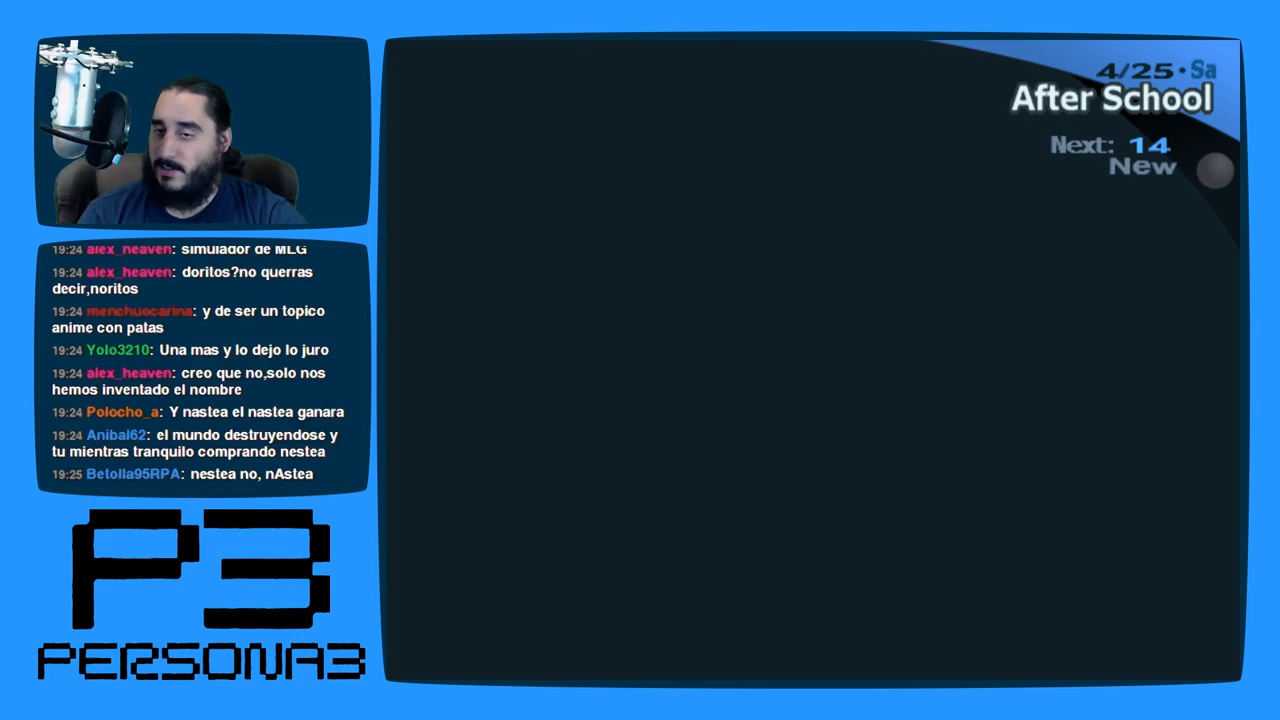 4/25・Sa
After School
Next: 14
New
19:24 alex_heaven: simulador de MLG
19:24 alex_heaven: doritos?no querras
decir,noritos
19:24 menchuocarina: y de ser un topico
anime con patas
19:24 Yolo3210: Una mas y lo dejo lo juro
19:24 alex_heaven: creo que no,solo nos
hemos inventado el nombre
19:24 Polocho_a: Y nastea el nastea ganara
19:24 Anibal62: el mundo destruyendose y
tu mientras tranquilo comprando nestea
19:25 Betolla95RPA: nestea no, nAstea
P3
PERSONA3